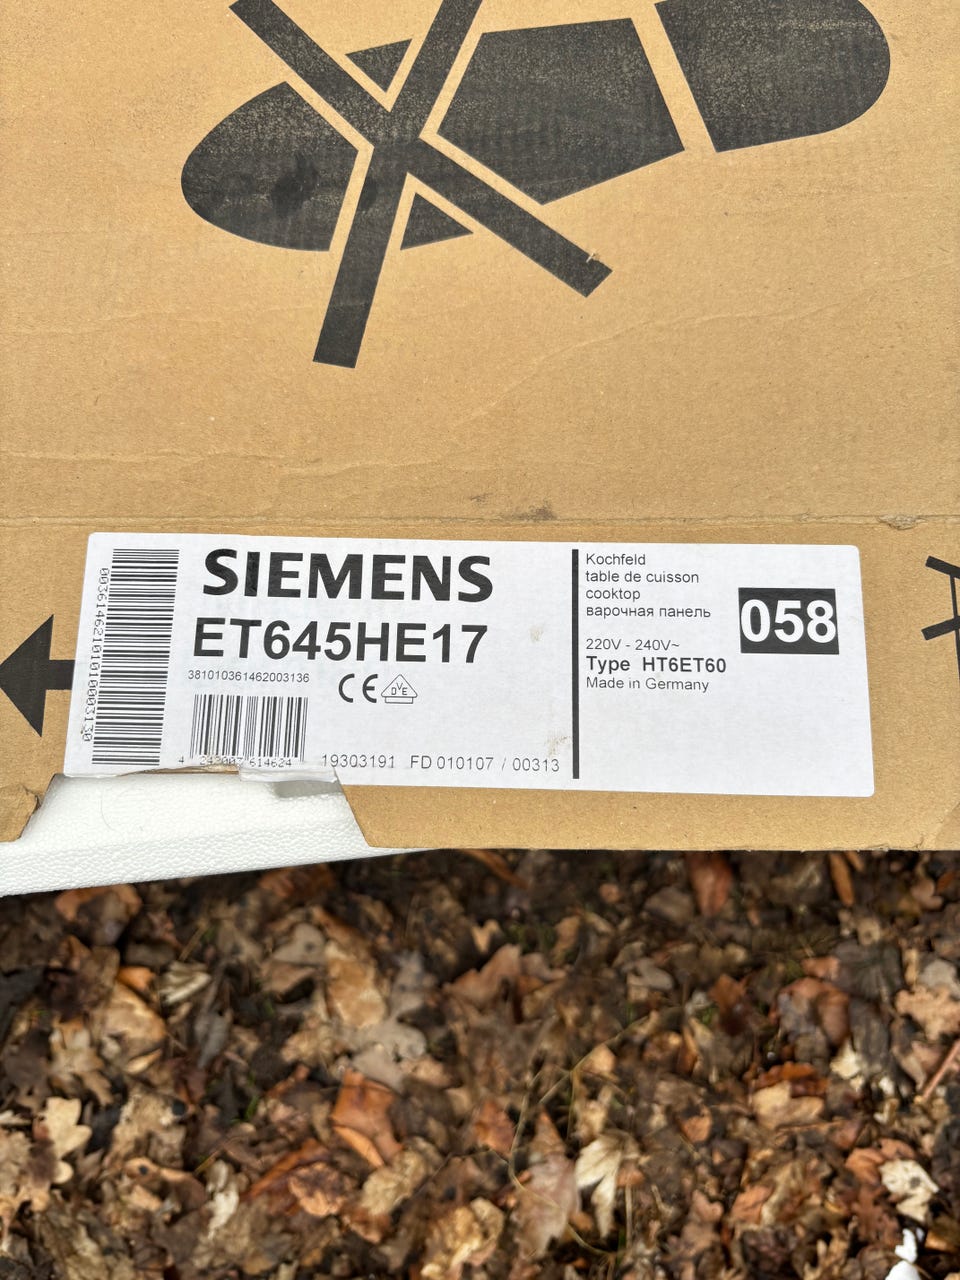 SIEMENS
ET645HE17
381010361462003136
CE
DVE
19303191 FD 010107 / 00313
Kochfeld
table de cuisson
cooktop
варочная панель
220V - 240V~
Type HT6ET60
Made in Germany
058